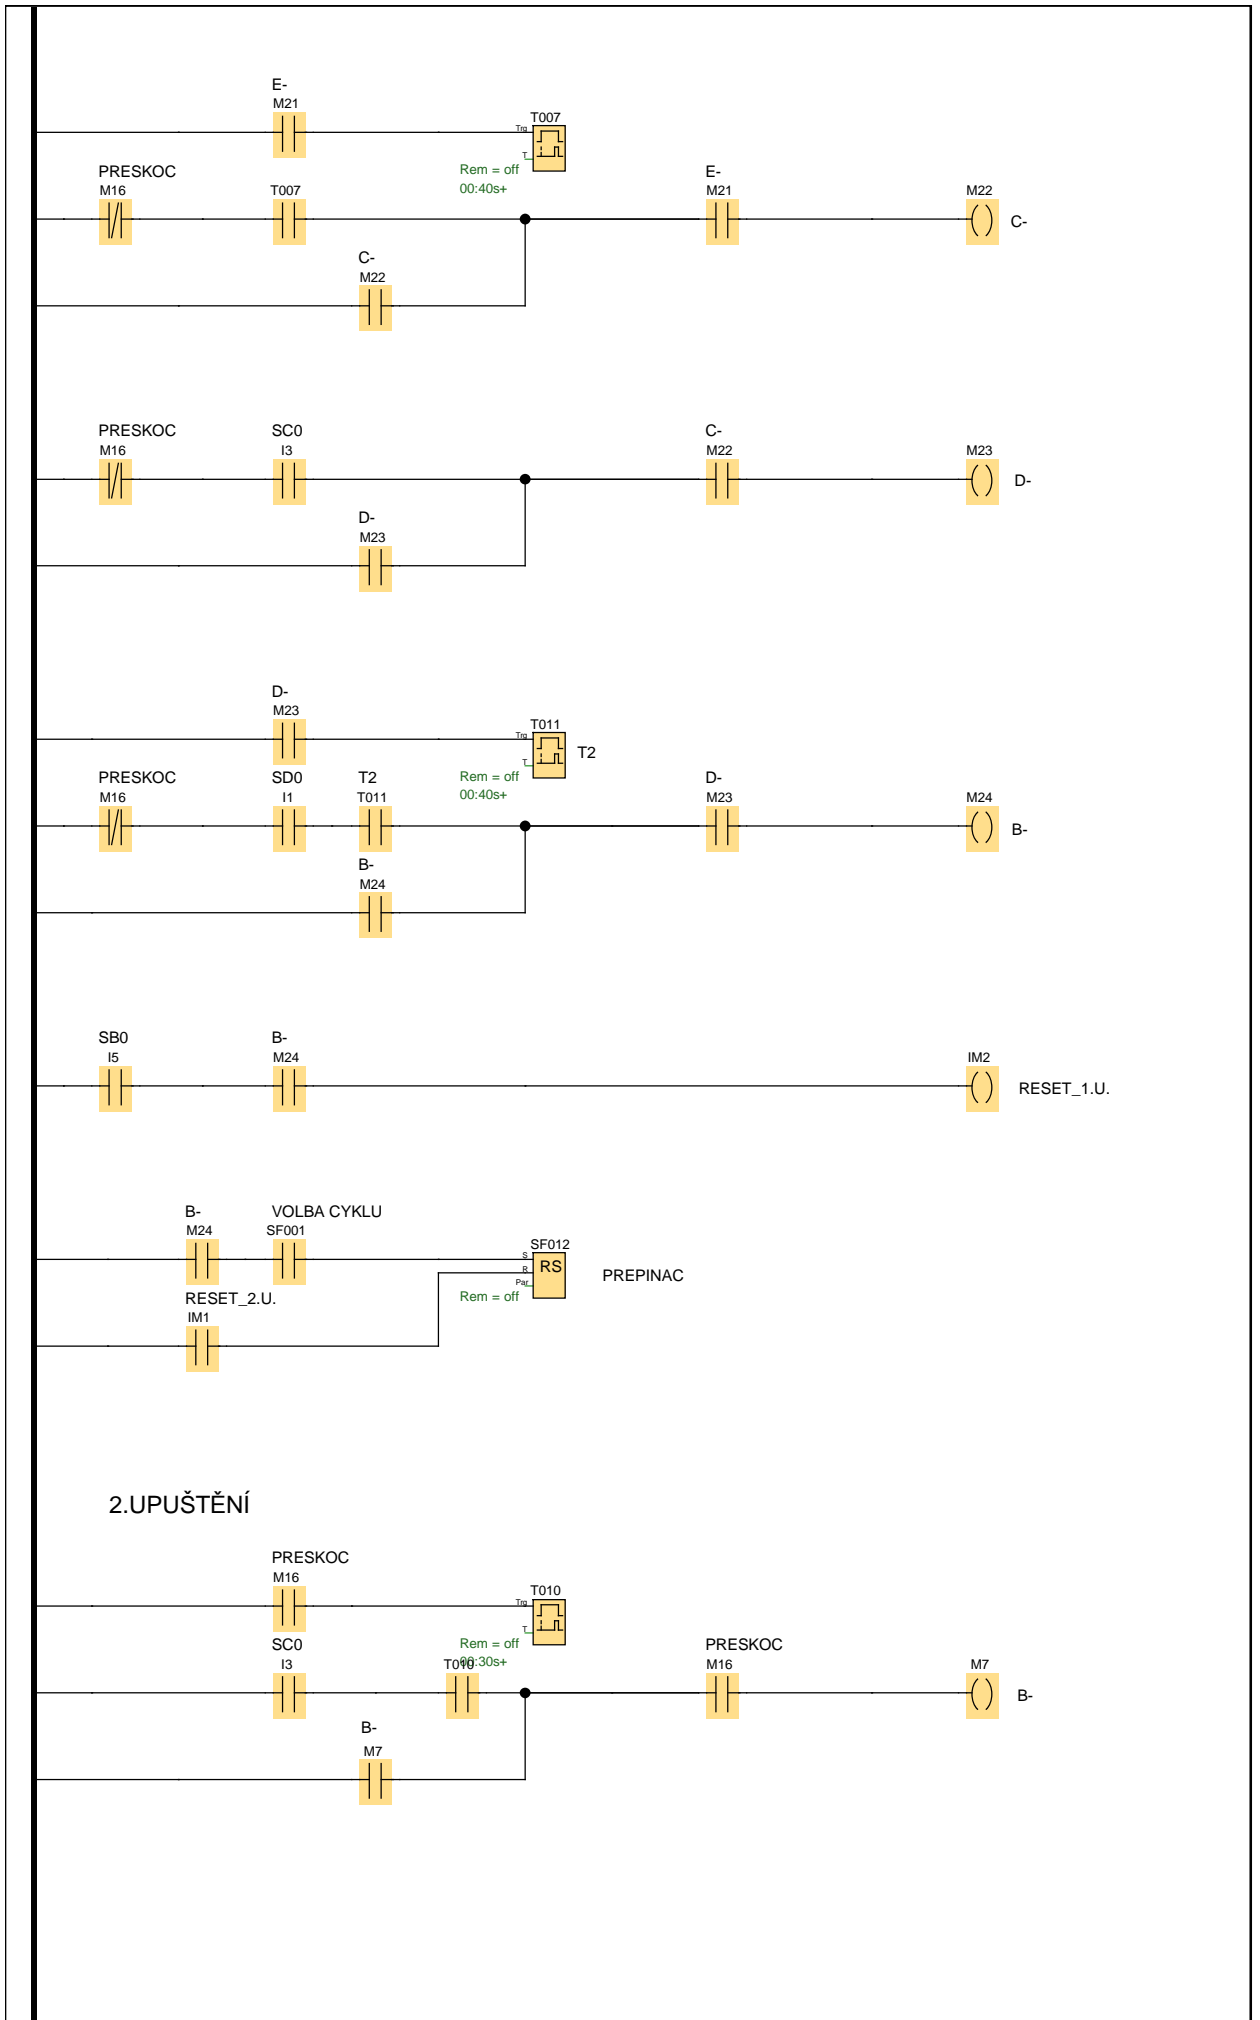 E-
M21
T007
Trg
T
Rem = off
00:40s+
PRESKOC
M16
T007
E-
M21
M22
C-
C-
M22
PRESKOC
M16
SC0
I3
C-
M22
M23
D-
D-
M23
D-
M23
T011
Trg
T
T2
Rem = off
00:40s+
PRESKOC
M16
SD0
I1
T2
T011
D-
M23
M24
B-
B-
M24
SB0
I5
B-
M24
IM2
RESET_1.U.
B-
M24
VOLBA CYKLU
SF001
SF012
S
R
Par
RS
PREPINAC
Rem = off
RESET_2.U.
IM1
2.UPUŠTĚNÍ
PRESKOC
M16
T010
Trg
T
Rem = off
00:30s+
SC0
I3
T010
PRESKOC
M16
M7
B-
B-
M7